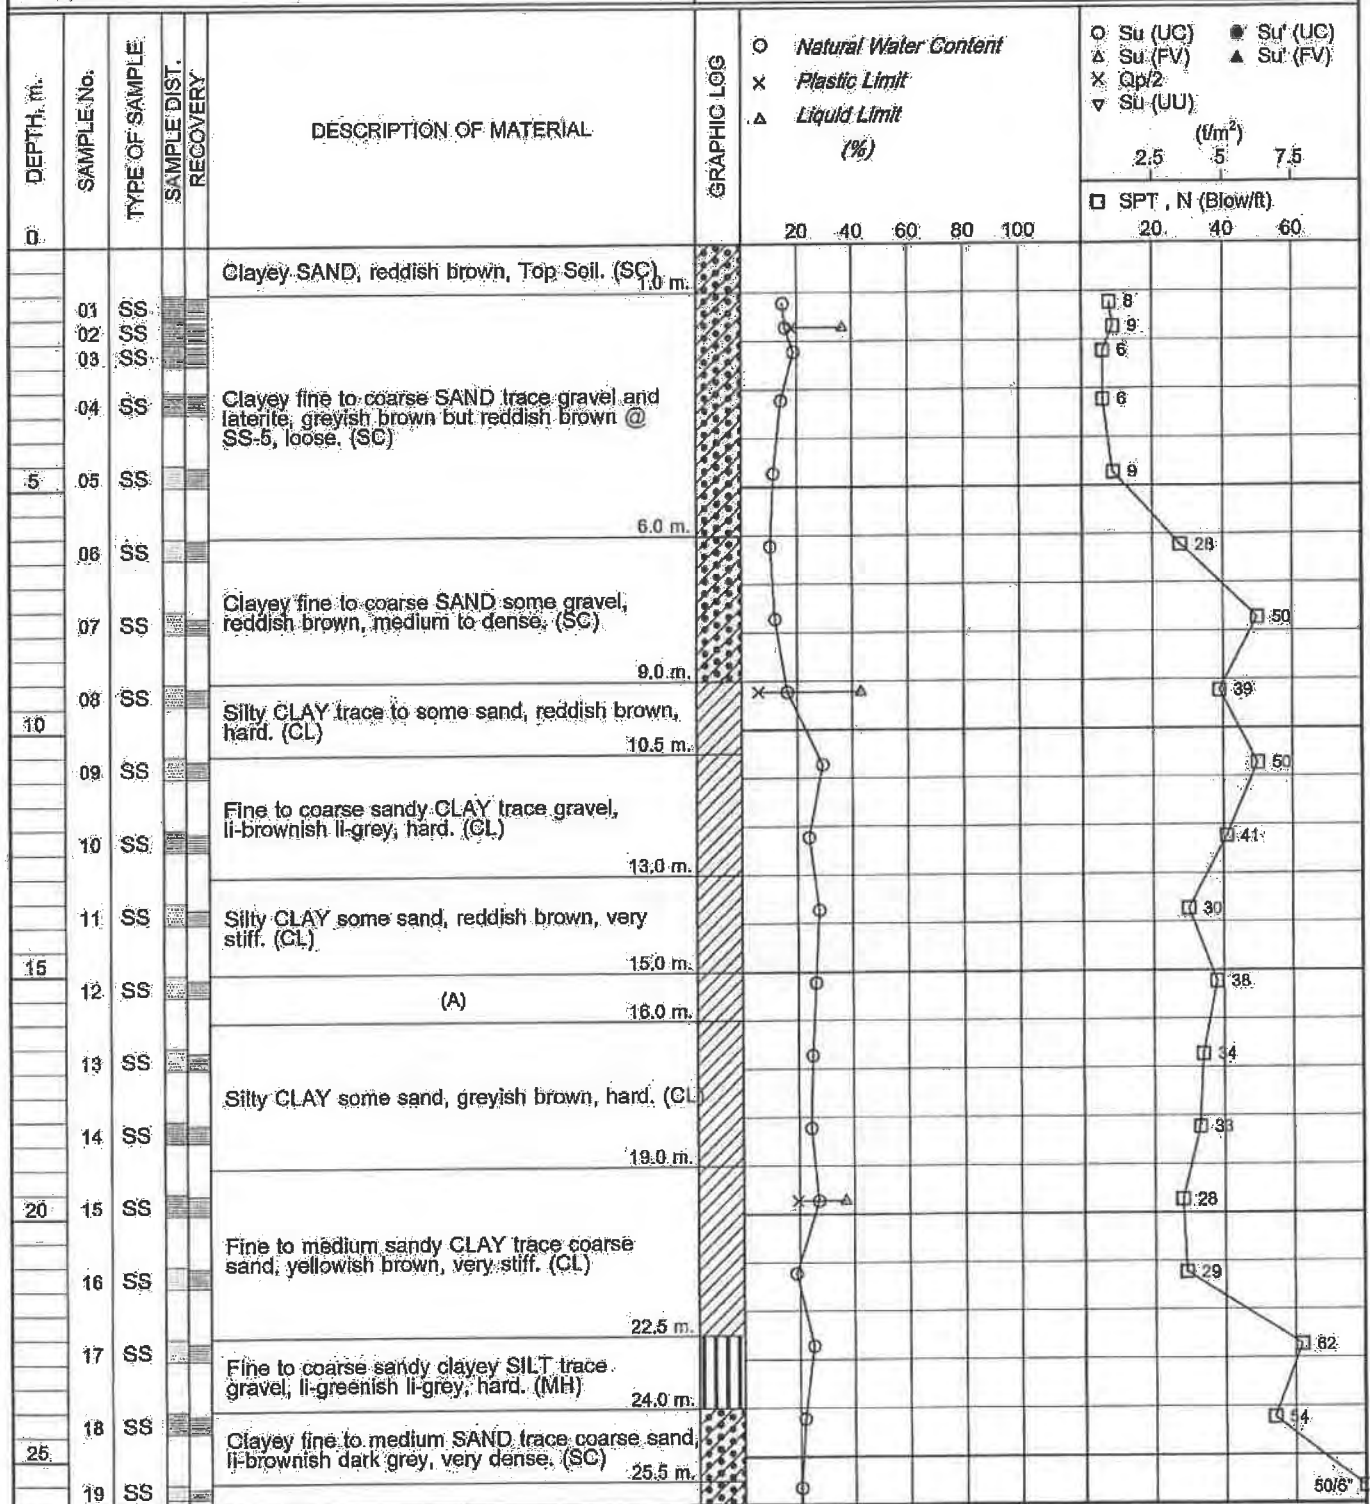 DEPTH, m.
SAMPLE No.
TYPE OF SAMPLE
SAMPLE DIST.
RECOVERY
DESCRIPTION OF MATERIAL
GRAPHIC LOG
○ Natural Water Content
× Plastic Limit
△ Liquid Limit
(%)
20 40 60 80 100
○ Su (UC) ● Su' (UC)
△ Su (FV) ▲ Su' (FV)
× Qp/2
▽ Su (UU)
(t/m²)
2.5 5 7.5
□ SPT , N (Blow/ft)
20 40 60
0
Clayey SAND, reddish brown, Top Soil. (SC)
1.0 m.
01 SS 8
02 SS 9
03 SS 6
04 SS 6
Clayey fine to coarse SAND trace gravel and
laterite, greyish brown but reddish brown @
SS-5, loose. (SC)
5 05 SS 9
6.0 m.
06 SS 28
Clayey fine to coarse SAND some gravel,
reddish brown, medium to dense. (SC)
07 SS 50
9.0 m.
08 SS 39
Silty CLAY trace to some sand, reddish brown,
hard. (CL)
10
10.5 m.
09 SS 50
Fine to coarse sandy CLAY trace gravel,
li-brownish li-grey, hard. (CL)
10 SS 41
13.0 m.
11 SS 30
Silty CLAY some sand, reddish brown, very
stiff. (CL)
15
15.0 m.
12 SS 38
(A)
16.0 m.
13 SS 34
Silty CLAY some sand, greyish brown, hard. (CL)
14 SS 33
19.0 m.
20 15 SS 28
Fine to medium sandy CLAY trace coarse
sand, yellowish brown, very stiff. (CL)
16 SS 29
22.5 m.
17 SS 62
Fine to coarse sandy clayey SILT trace
gravel, li-greenish li-grey, hard. (MH)
24.0 m.
18 SS 54
Clayey fine to medium SAND trace coarse sand,
li-brownish dark grey, very dense. (SC)
25
25.5 m.
19 SS 50/6"